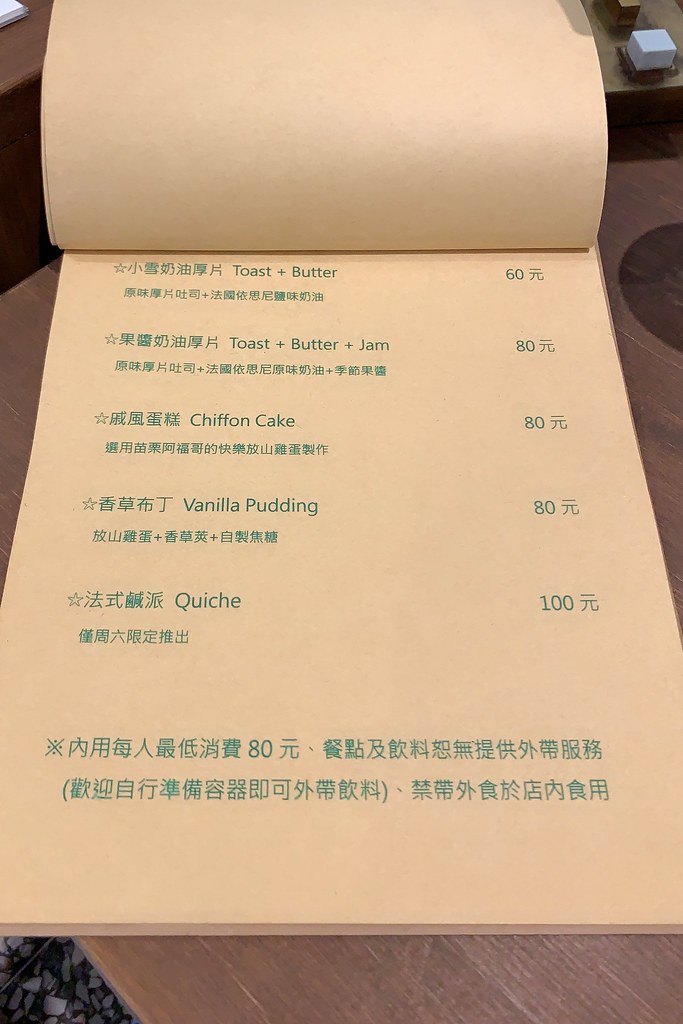 ☆小雪奶油厚片 Toast + Butter 60 元
原味厚片吐司+法國依思尼鹽味奶油
☆果醬奶油厚片 Toast + Butter + Jam 80 元
原味厚片吐司+法國依思尼原味奶油+季節果醬
☆戚風蛋糕 Chiffon Cake 80 元
選用苗栗阿福哥的快樂放山雞蛋製作
☆香草布丁 Vanilla Pudding 80 元
放山雞蛋+香草莢+自製焦糖
☆法式鹹派 Quiche 100 元
僅周六限定推出
※內用每人最低消費 80 元、餐點及飲料恕無提供外帶服務
(歡迎自行準備容器即可外帶飲料)、禁帶外食於店內食用